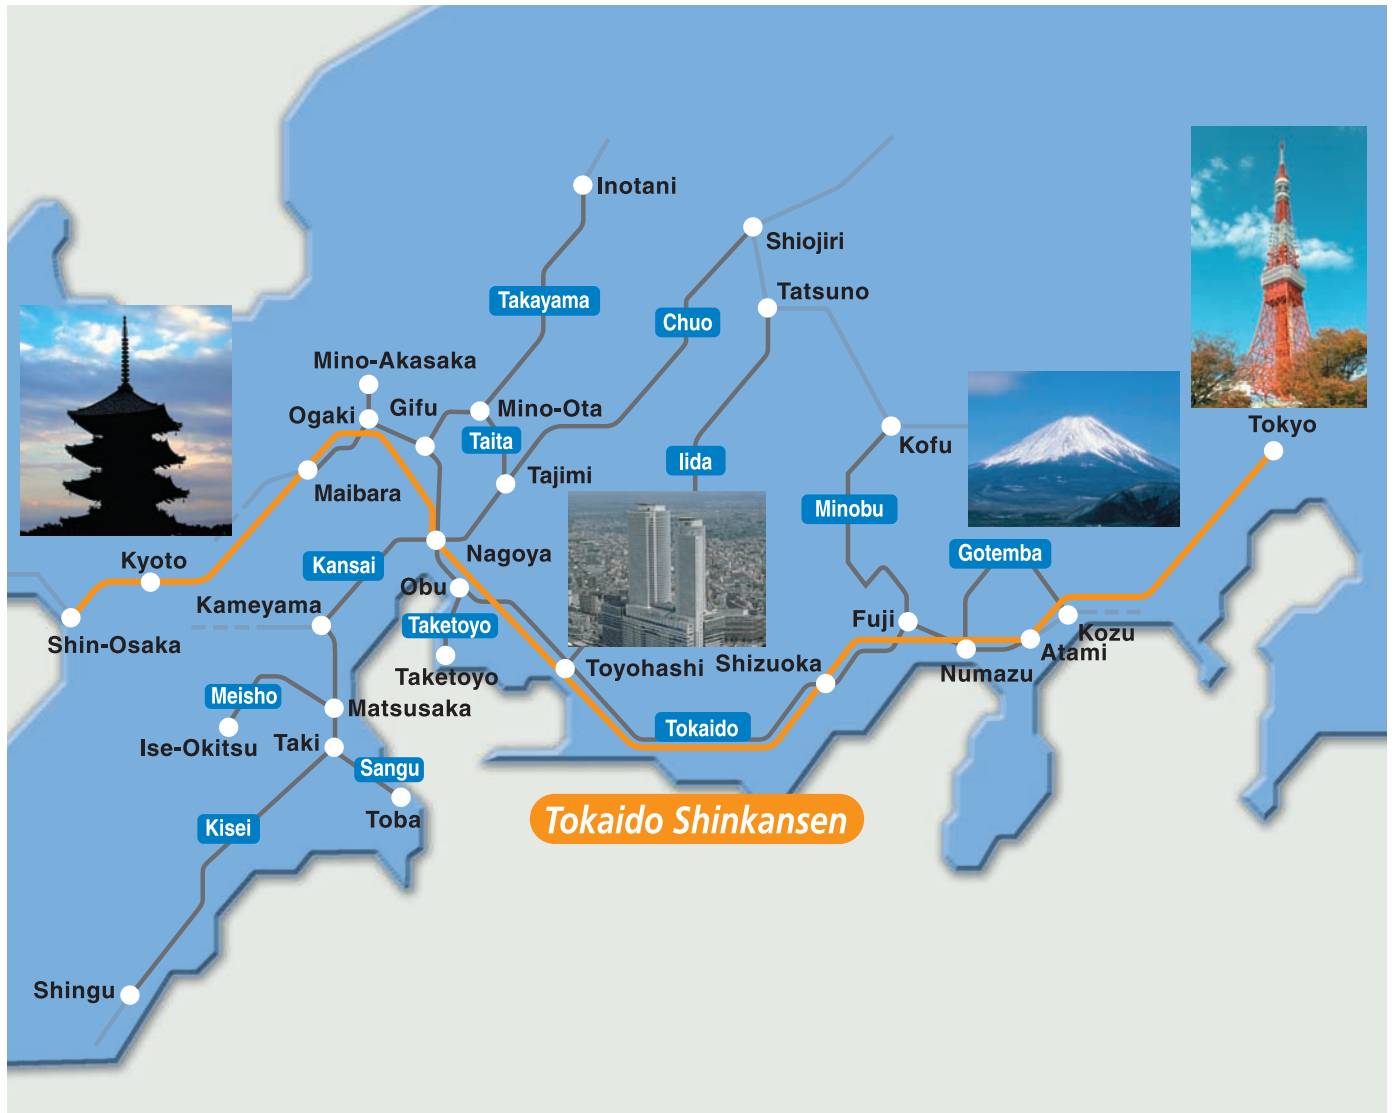 Inotani
Shiojiri
Takayama
Tatsuno
Chuo
Mino-Akasaka
Ogaki
Gifu
Mino-Ota
Taita
Tokyo
Kofu
Iida
Tajimi
Maibara
Minobu
Kyoto
Nagoya
Gotemba
Kansai
Obu
Kameyama
Taketoyo
Fuji
Kozu
Shin-Osaka
Atami
Taketoyo
Toyohashi
Shizuoka
Numazu
Meisho
Matsusaka
Ise-Okitsu
Taki
Tokaido
Sangu
Toba
Kisei
Tokaido Shinkansen
Shingu